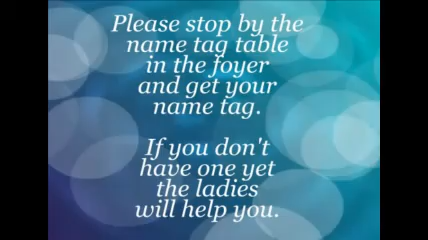 Please stop by the
name tag table
in the foyer
and get your
name tag.
If you don't
have one yet
the ladies
will help you.